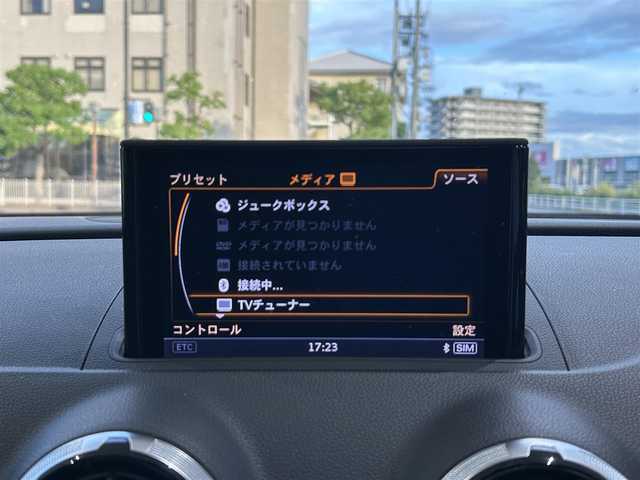 プリセット メディア ソース
ジュークボックス
メディアが見つかりません
メディアが見つかりません
接続されていません
接続中...
TVチューナー
コントロール 設定
ETC 17:23 SIM